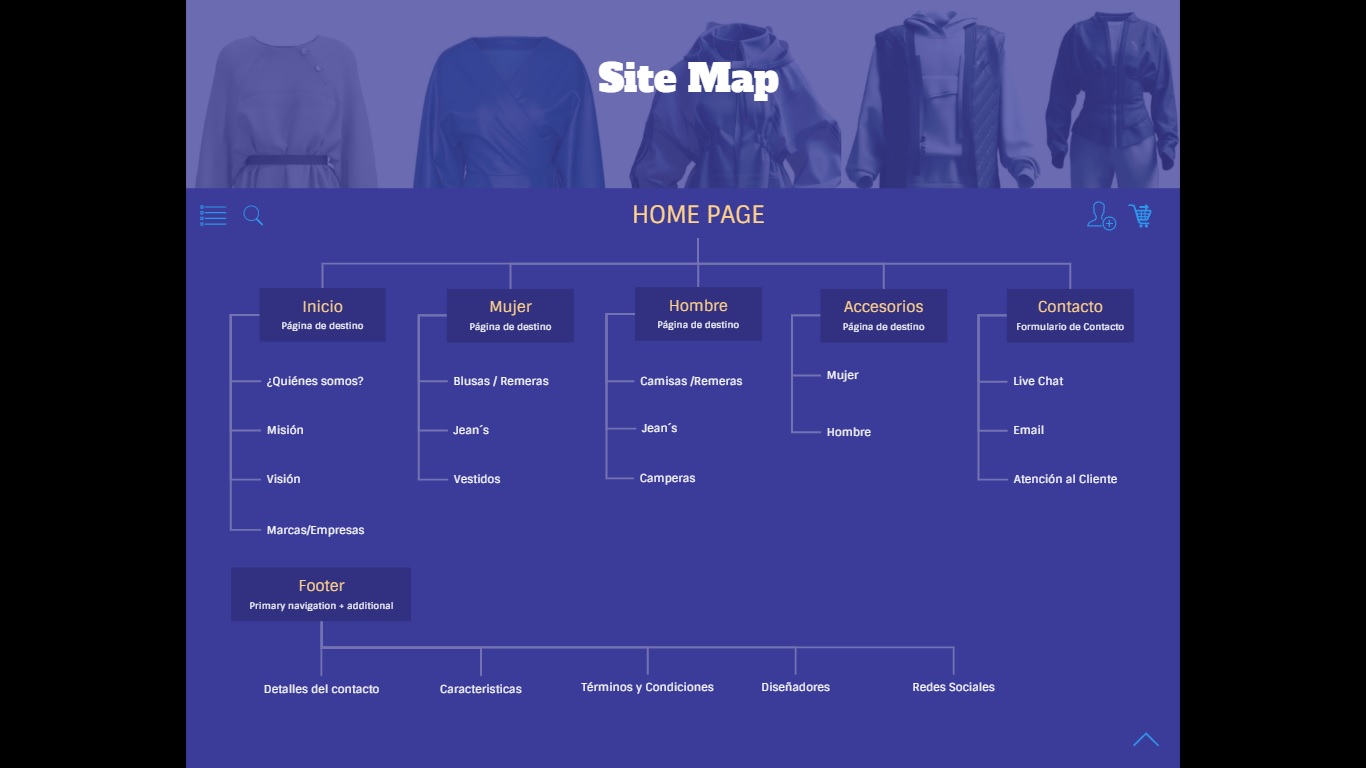 Site Map
HOME PAGE
Inicio
Página de destino
¿Quiénes somos?
Misión
Visión
Marcas/Empresas
Mujer
Página de destino
Blusas / Remeras
Jean´s
Vestidos
Hombre
Página de destino
Camisas /Remeras
Jean´s
Camperas
Accesorios
Página de destino
Mujer
Hombre
Contacto
Formulario de Contacto
Live Chat
Email
Atención al Cliente
Footer
Primary navigation + additional
Detalles del contacto
Caracteristicas
Términos y Condiciones
Diseñadores
Redes Sociales